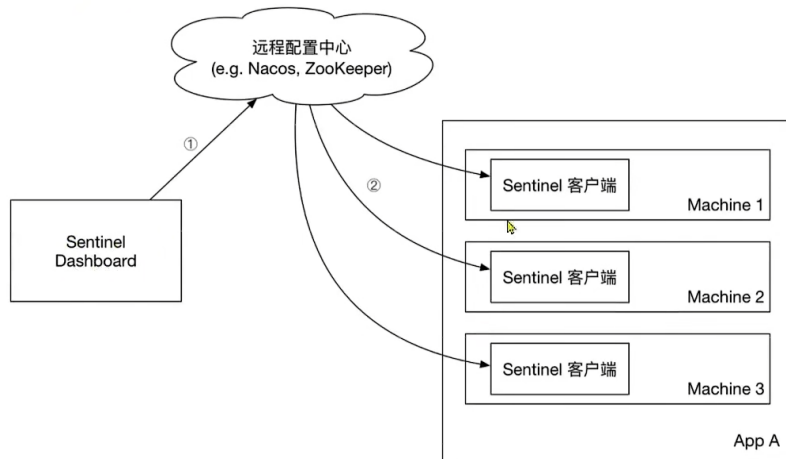 远程配置中心
(e.g. Nacos, ZooKeeper)
①
②
Sentinel
Dashboard
Sentinel 客户端
Machine 1
Sentinel 客户端
Machine 2
Sentinel 客户端
Machine 3
App A